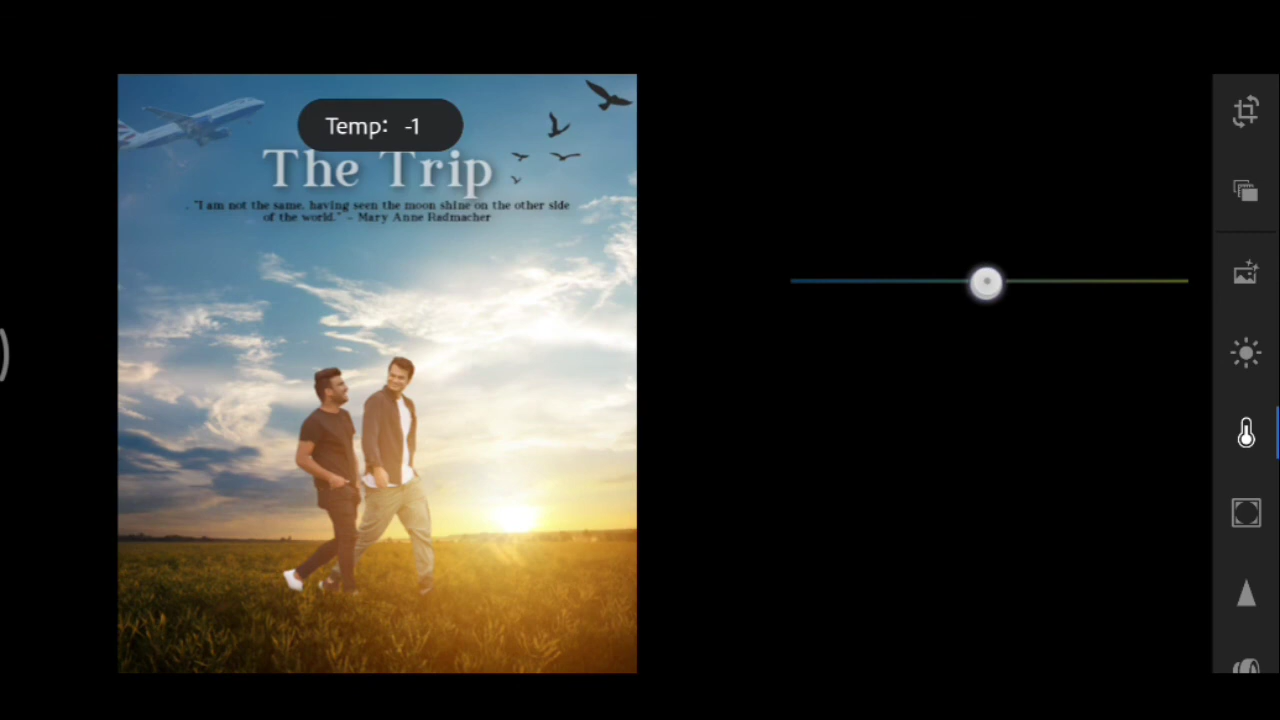 Temp: -1
The Trip
. "I am not the same, having seen the moon shine on the other side
of the world." – Mary Anne Radmacher